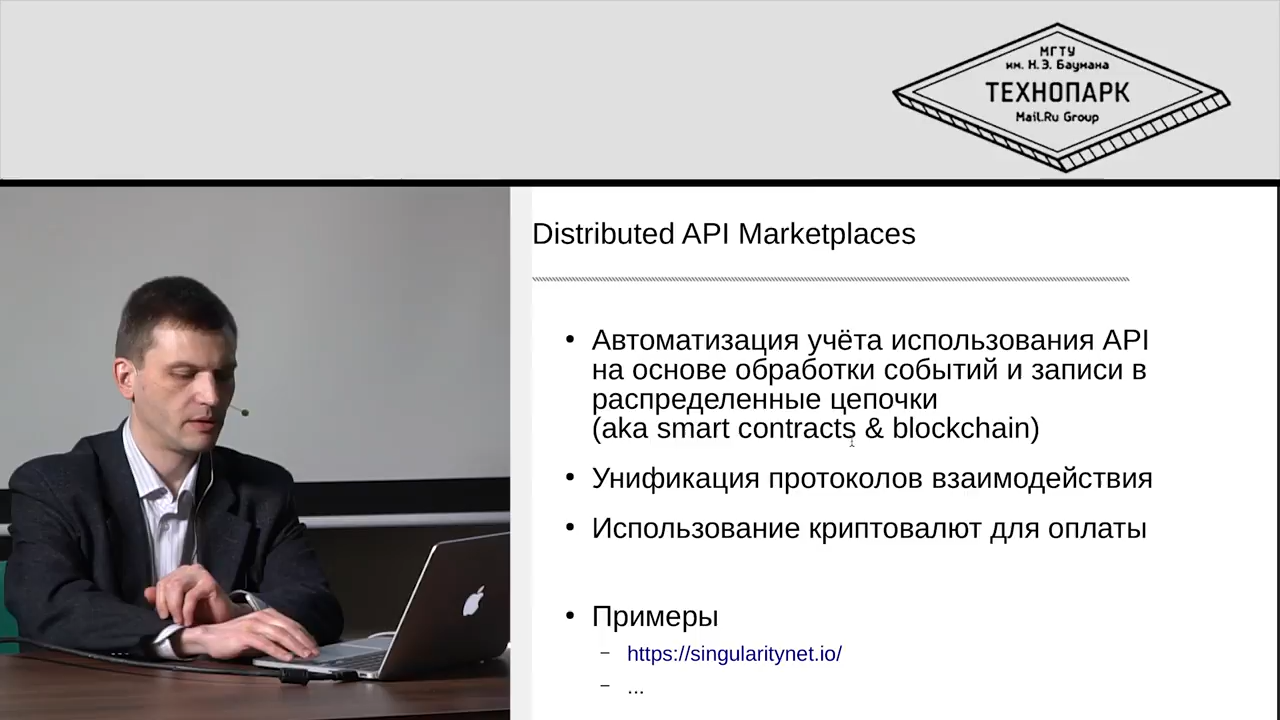 МГТУ
им. Н.Э. Баумана
ТЕХНОПАРК
Mail.Ru Group
Distributed API Marketplaces
• Автоматизация учёта использования API
на основе обработки событий и записи в
распределенные цепочки
(aka smart contracts & blockchain)
• Унификация протоколов взаимодействия
• Использование криптовалют для оплаты
• Примеры
– https://singularitynet.io/
– ...